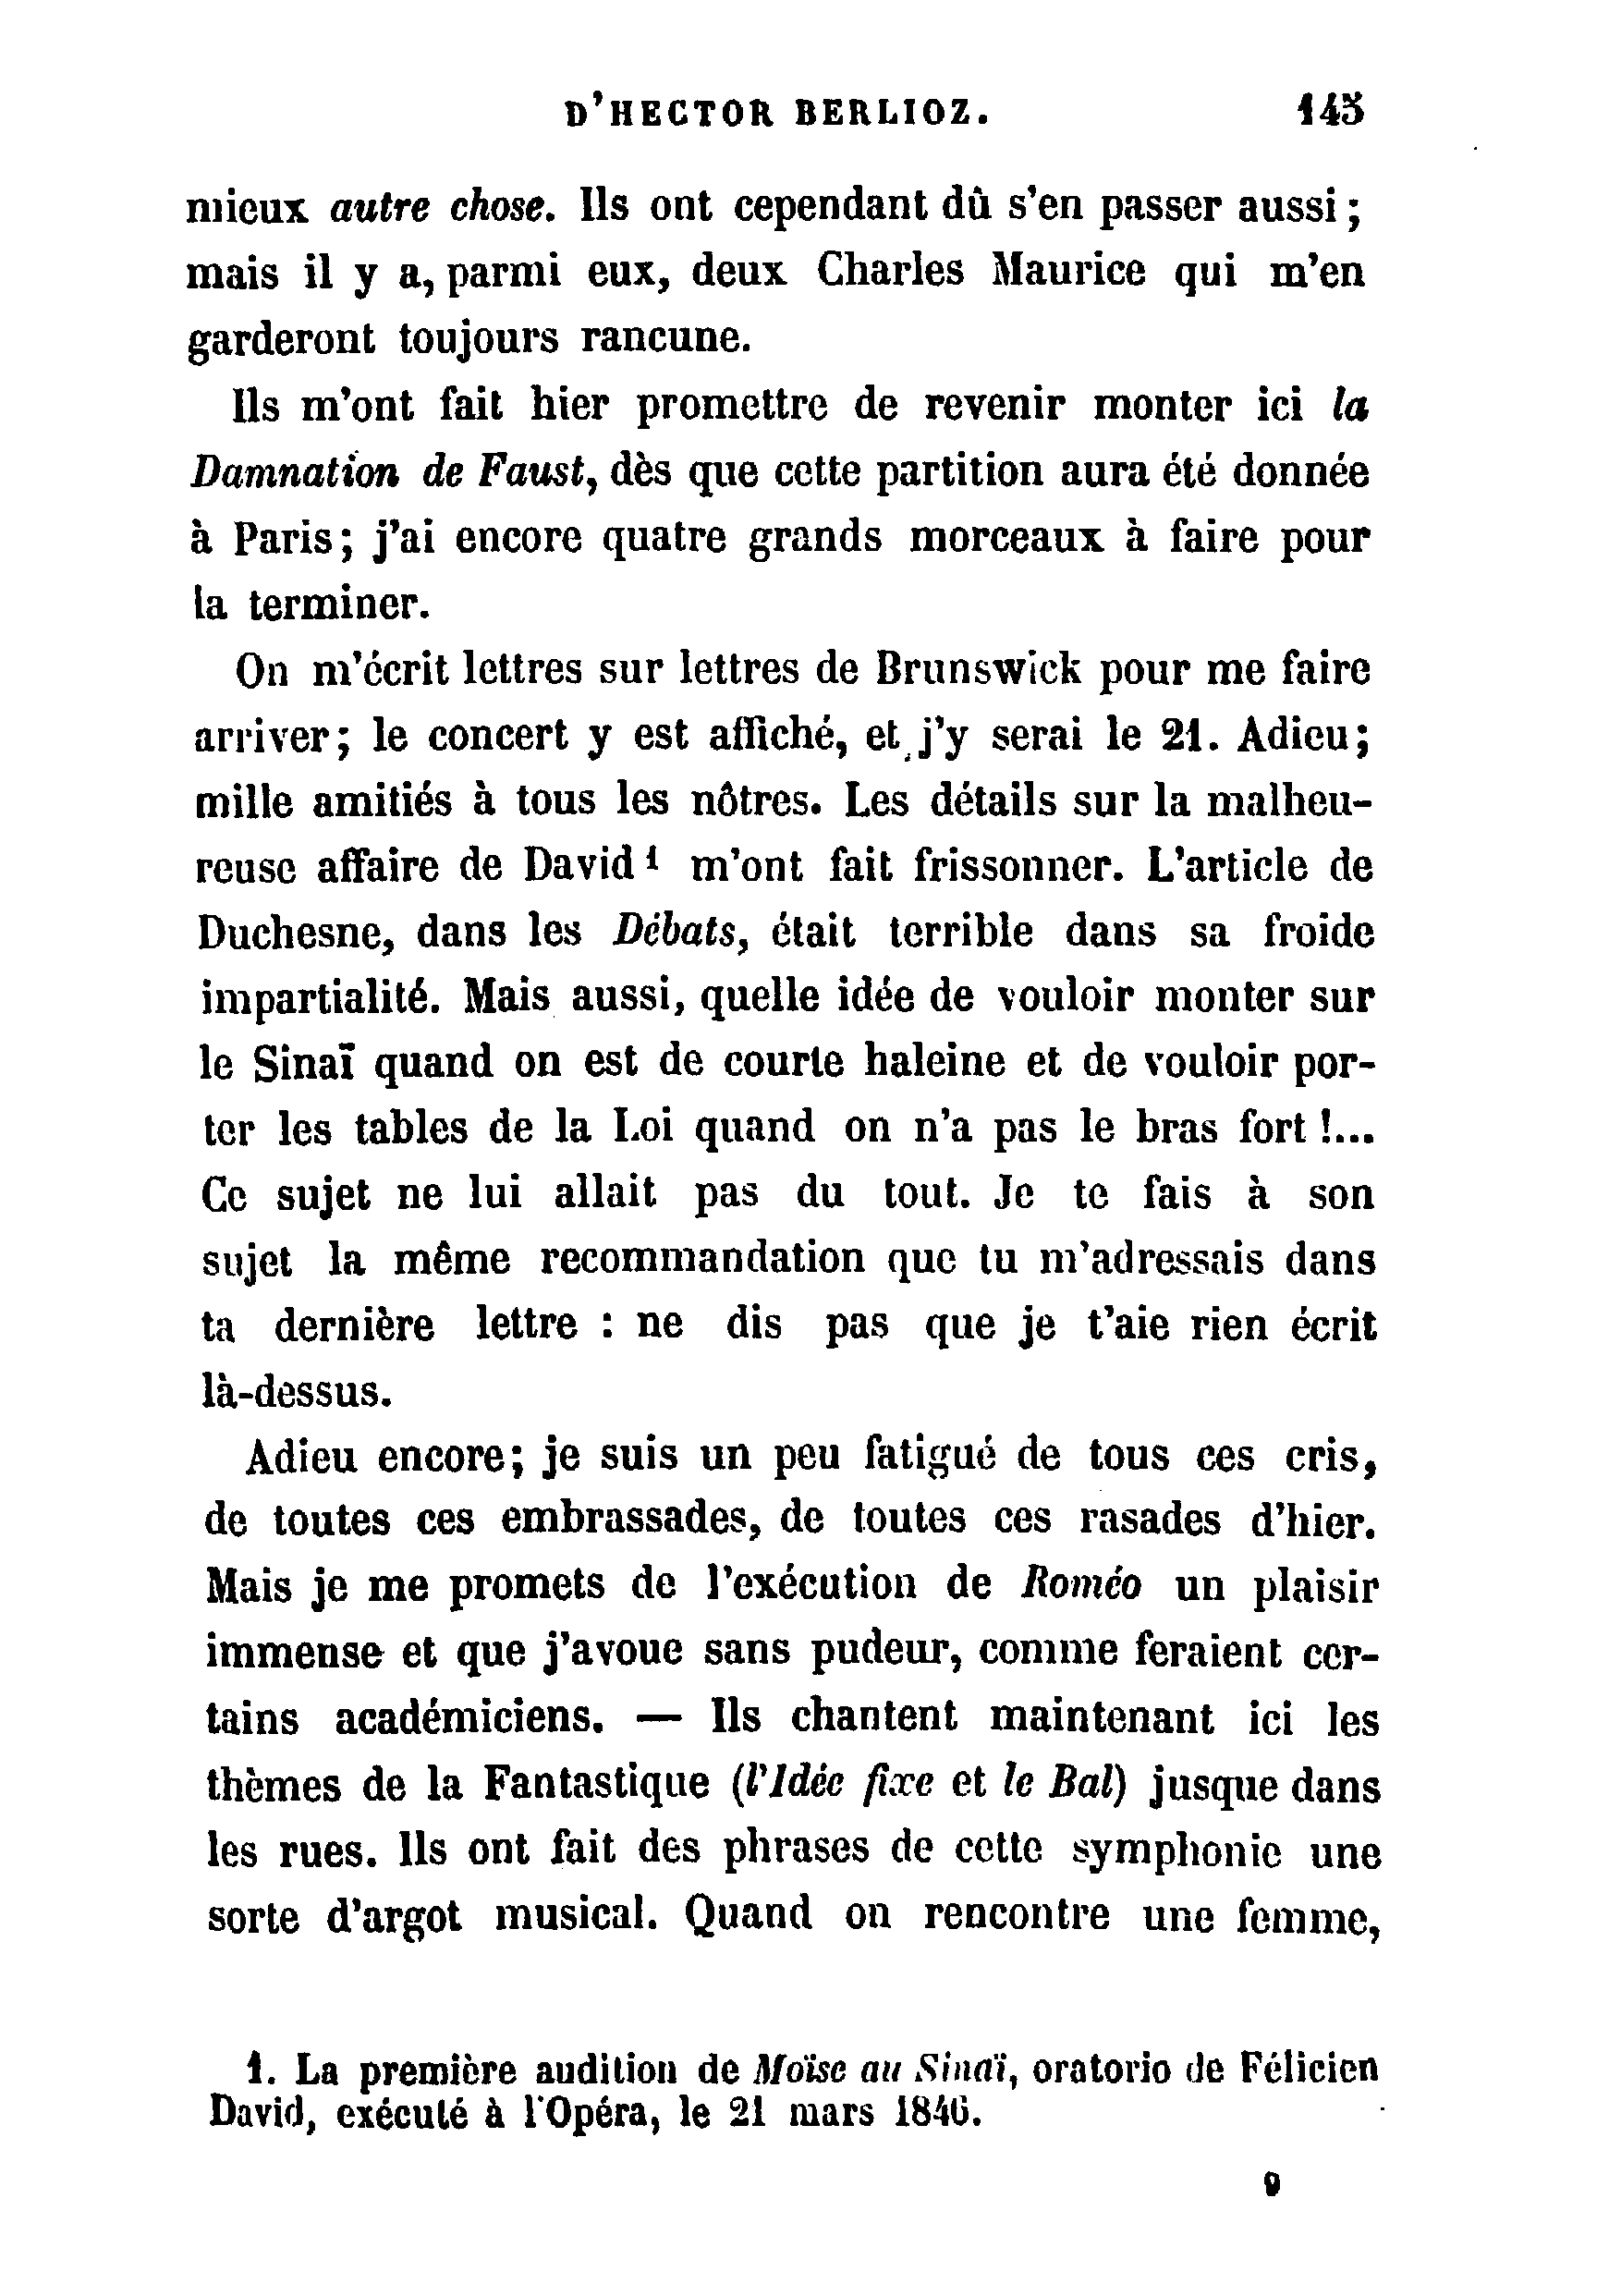 D'HECTOR BERLIOZ. 145
mieux autre chose. Ils ont cependant dû s'en passer aussi ;
mais il y a, parmi eux, deux Charles Maurice qui m'en
garderont toujours rancune.
Ils m'ont fait hier promettre de revenir monter ici la
Damnation de Faust, dès que cette partition aura été donnée
à Paris ; j'ai encore quatre grands morceaux à faire pour
la terminer.
On m'écrit lettres sur lettres de Brunswick pour me faire
arriver ; le concert y est affiché, et j'y serai le 21. Adieu ;
mille amitiés à tous les nôtres. Les détails sur la malheu-
reuse affaire de David 1 m'ont fait frissonner. L'article de
Duchesne, dans les Débats, était terrible dans sa froide
impartialité. Mais aussi, quelle idée de vouloir monter sur
le Sinaï quand on est de courte haleine et de vouloir por-
ter les tables de la Loi quand on n'a pas le bras fort !...
Ce sujet ne lui allait pas du tout. Je te fais à son
sujet la même recommandation que tu m'adressais dans
ta dernière lettre : ne dis pas que je t'aie rien écrit
là-dessus.
Adieu encore ; je suis un peu fatigué de tous ces cris,
de toutes ces embrassades, de toutes ces rasades d'hier.
Mais je me promets de l'exécution de Roméo un plaisir
immense et que j'avoue sans pudeur, comme feraient cer-
tains académiciens. — Ils chantent maintenant ici les
thèmes de la Fantastique (l'Idée fixe et le Bal) jusque dans
les rues. Ils ont fait des phrases de cette symphonie une
sorte d'argot musical. Quand on rencontre une femme,
1. La première audition de Moïse au Sinaï, oratorio de Félicien
David, exécuté à l'Opéra, le 21 mars 1846.
9